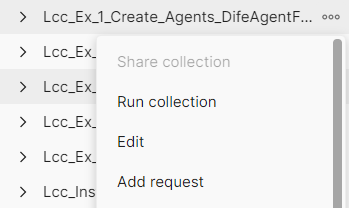 Lcc_Ex_1_Create_Agents_DifeAgentF...
Lcc_Ex_
Share collection
Lcc_Ex_
Run collection
Lcc_Ex_
Edit
Lcc_Ex_
Add request
Lcc_Ins